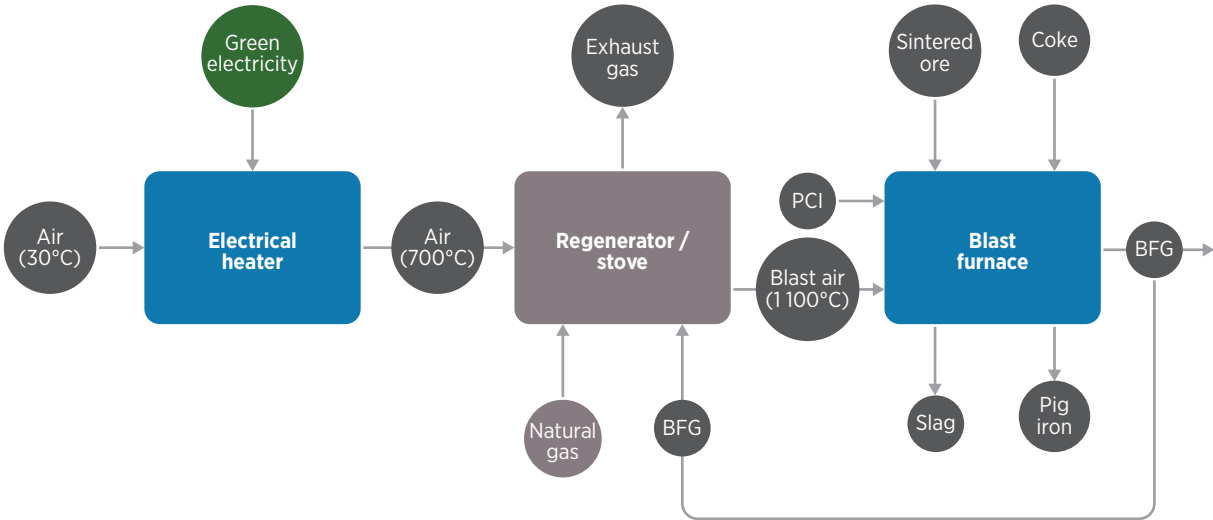 Green
electricity
Exhaust
gas
Sintered
ore
Coke
Air
(30°C)
Electrical
heater
Air
(700°C)
Regenerator /
stove
PCI
Blast air
(1 100°C)
Blast
furnace
BFG
Natural
gas
BFG
Slag
Pig
iron